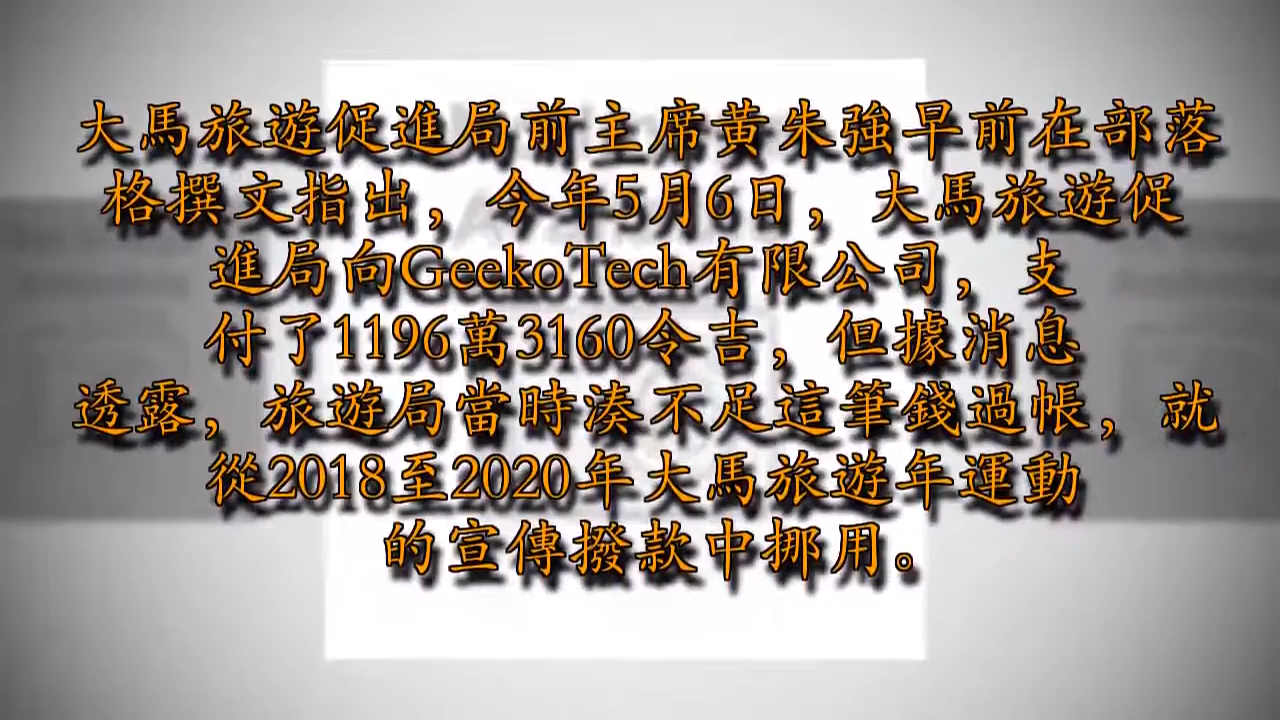 大馬旅遊促進局前主席黃朱強早前在部落
格撰文指出，今年5月6日，大馬旅遊促
進局向GeekoTech有限公司，支
付了1196萬3160令吉，但據消息
透露，旅遊局當時湊不足這筆錢過帳，就
從2018至2020年大馬旅遊年運動
的宣傳撥款中挪用。